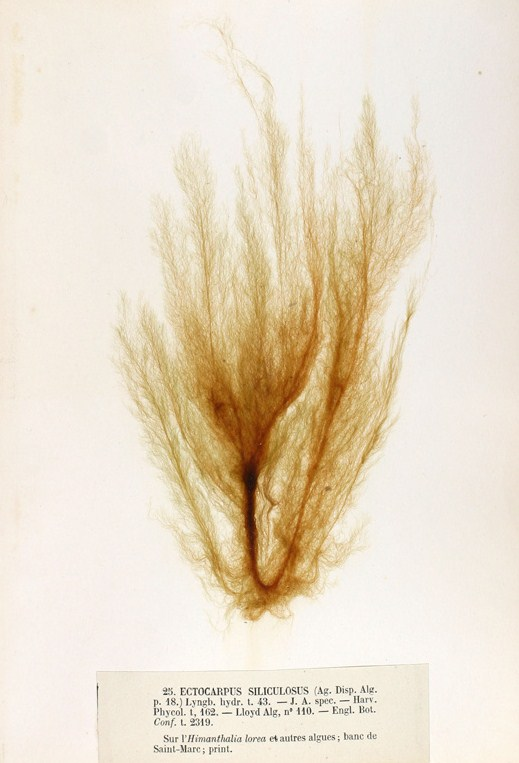 25. ECTOCARPUS SILICULOSUS (Ag. Disp. Alg.
p. 18.) Lyngb. hydr. t. 43. — J. A. spec. — Harv.
Phycol. t, 162. — Lloyd Alg, nº 110. — Engl. Bot.
Conf. t. 2319.
Sur l'Himanthalia lorea et autres algues; banc de
Saint-Marc; print.